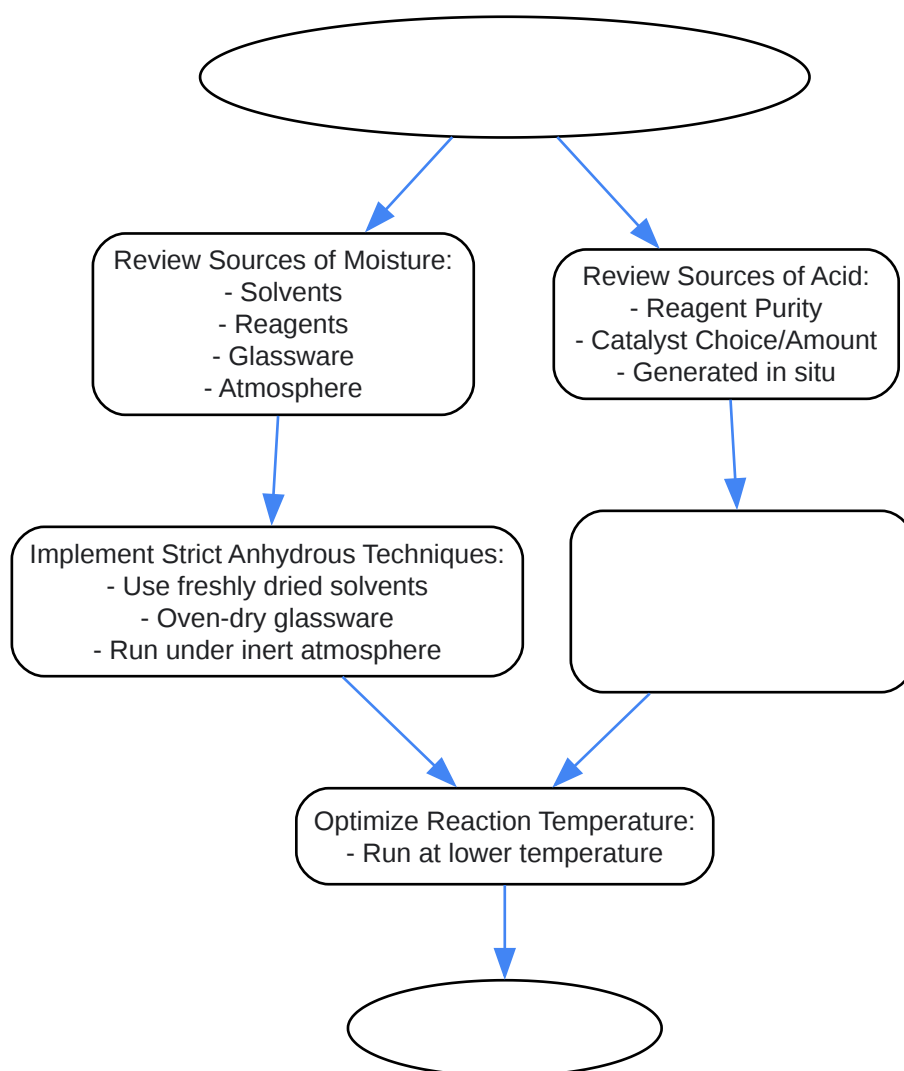 Review Sources of Moisture:
- Solvents
- Reagents
- Glassware
- Atmosphere
Review Sources of Acid:
- Reagent Purity
- Catalyst Choice/Amount
- Generated in situ
Implement Strict Anhydrous Techniques:
- Use freshly dried solvents
- Oven-dry glassware
- Run under inert atmosphere
Optimize Reaction Temperature:
- Run at lower temperature